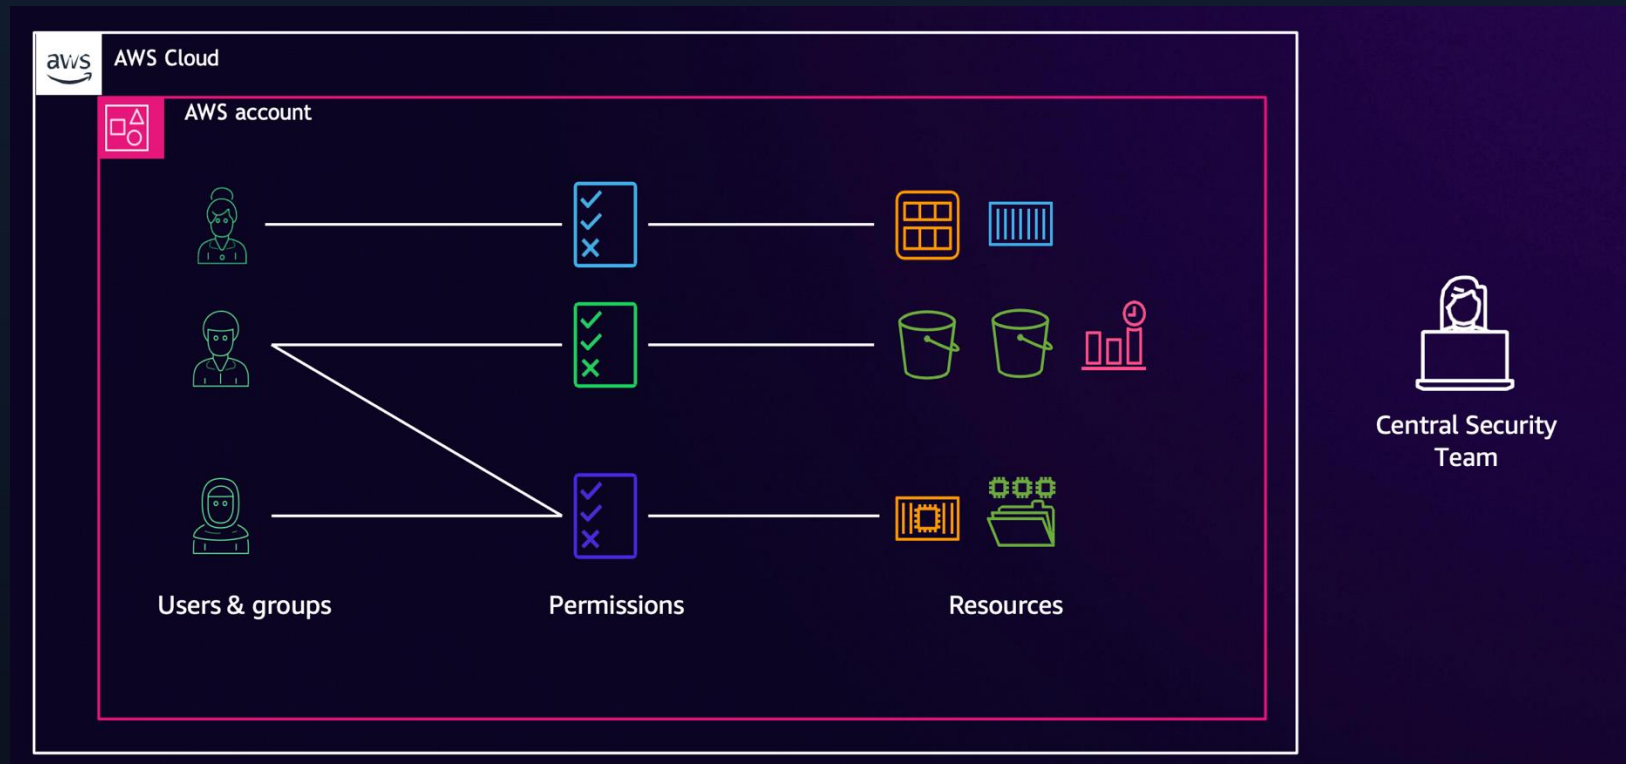 aws
AWS Cloud
AWS account
Users & groups
Permissions
Resources
Central Security
Team